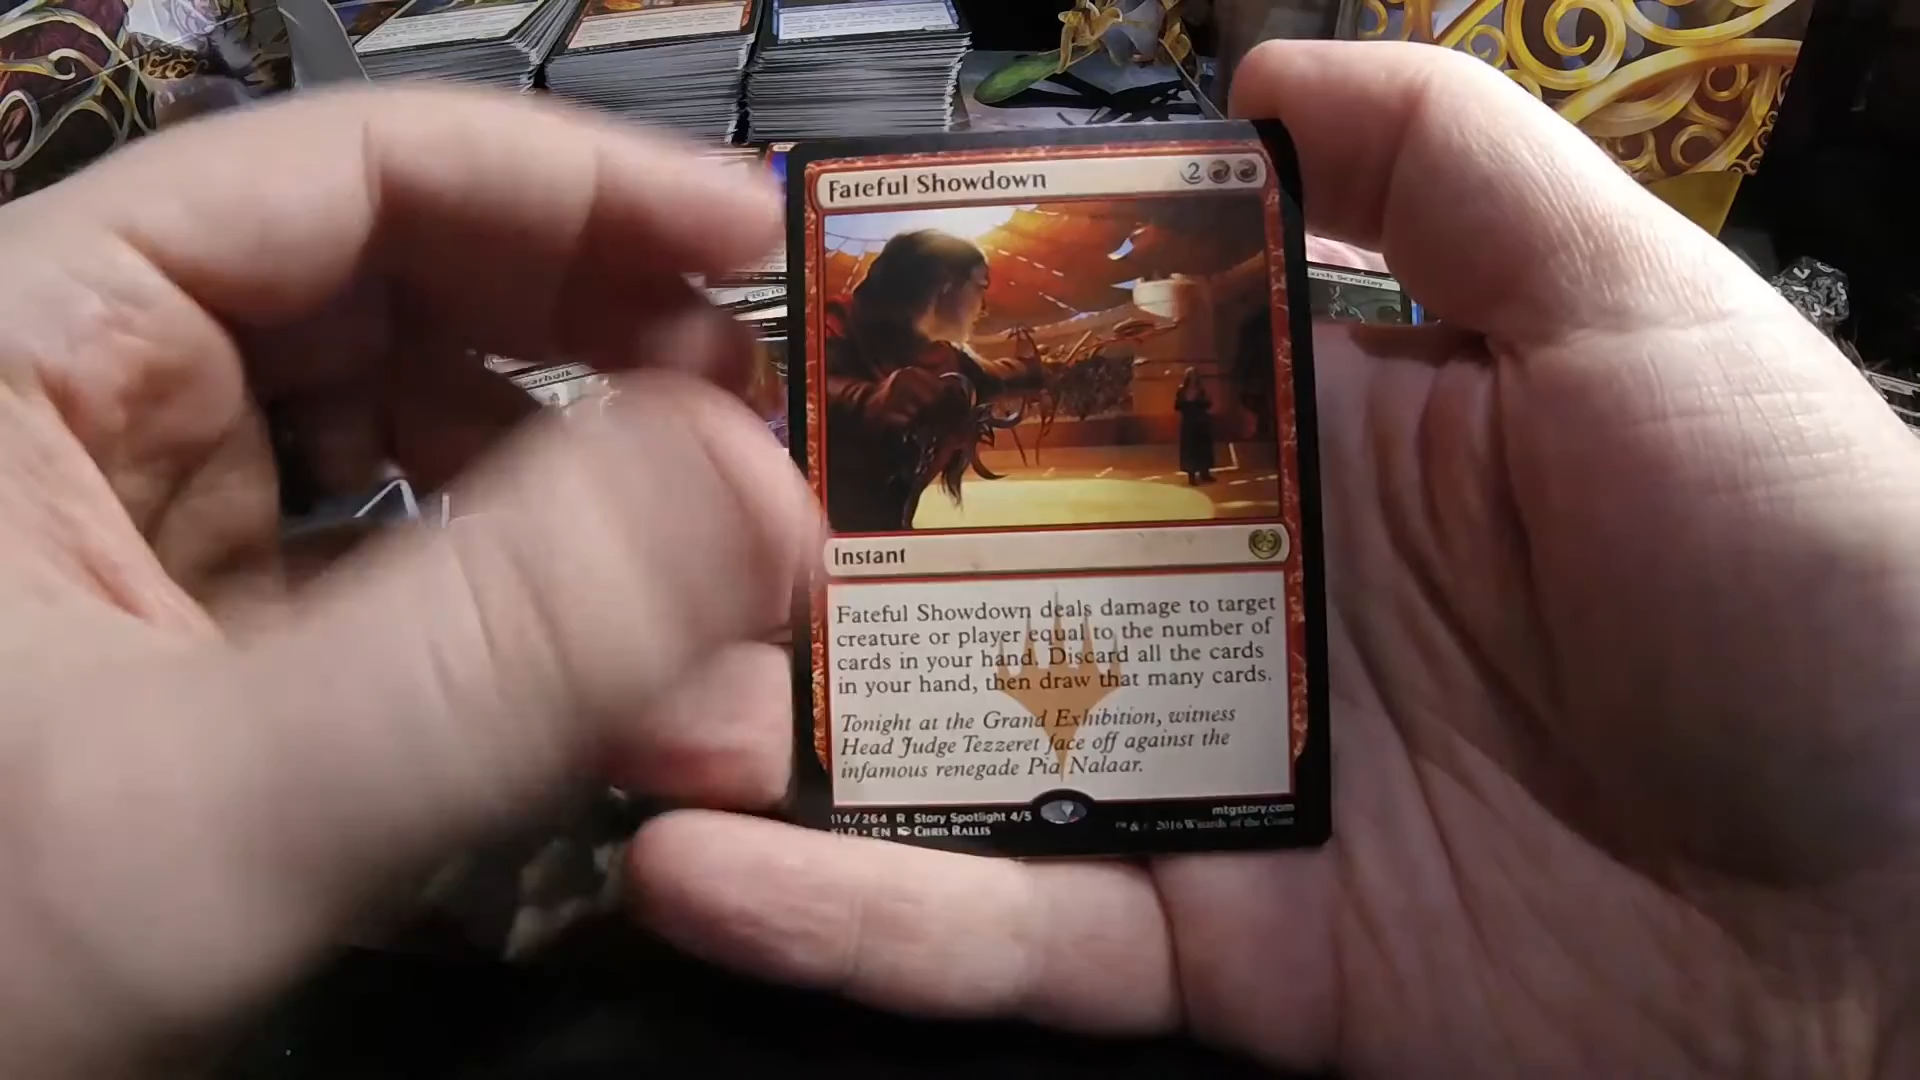 Fateful Showdown
2
Instant
Fateful Showdown deals damage to target
creature or player equal to the number of
cards in your hand. Discard all the cards
in your hand, then draw that many cards.
Tonight at the Grand Exhibition, witness
Head Judge Tezzeret face off against the
infamous renegade Pia Nalaar.
114/264 R Story Spotlight 4/5
EN CHRIS RALLIS
mtgstory.com
™ & © 2016 Wizards of the Coast